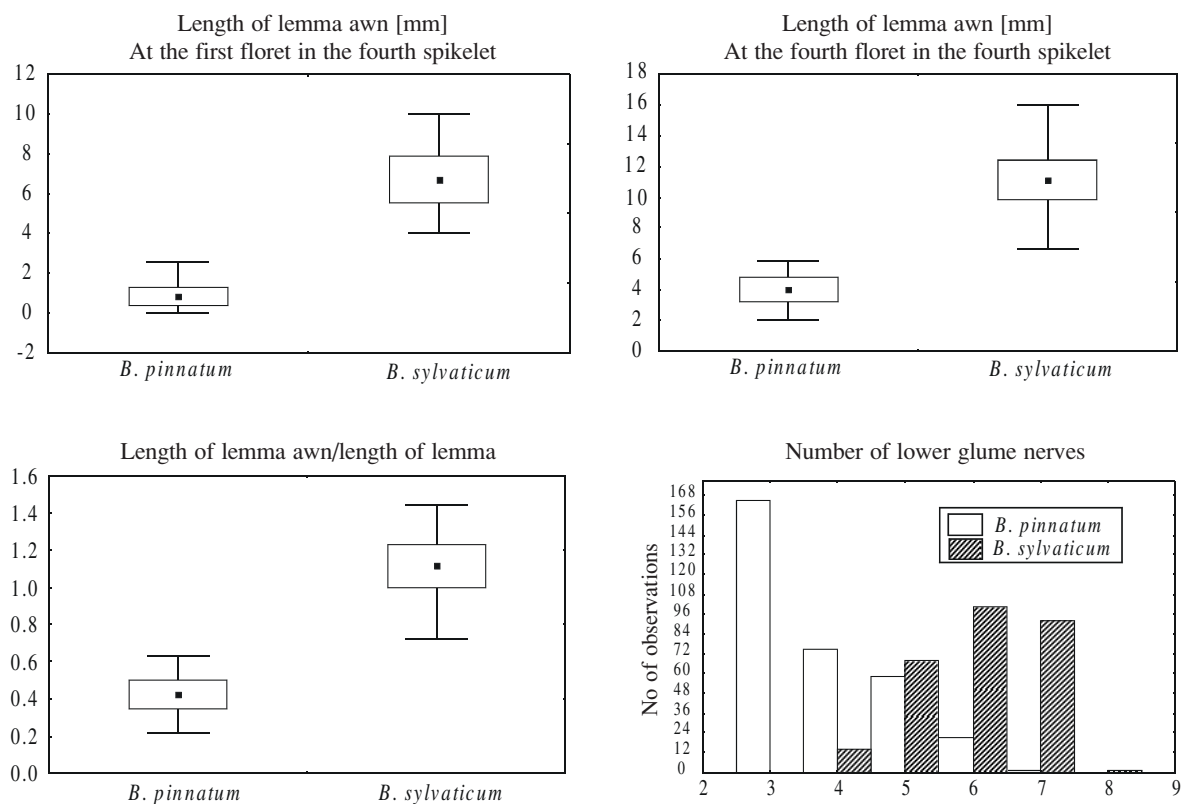 Length of lemma awn [mm]
At the first floret in the fourth spikelet
12
10
8
6
4
2
0
-2
B. pinnatum
B. sylvaticum
Length of lemma awn [mm]
At the fourth floret in the fourth spikelet
18
16
14
12
10
8
6
4
2
0
B. pinnatum
B. sylvaticum
Length of lemma awn/length of lemma
1.6
1.4
1.2
1.0
0.8
0.6
0.4
0.2
0.0
B. pinnatum
B. sylvaticum
Number of lower glume nerves
No of observations
168
156
144
132
120
108
96
84
72
60
48
36
24
12
0
B. pinnatum
B. sylvaticum
2 3 4 5 6 7 8 9